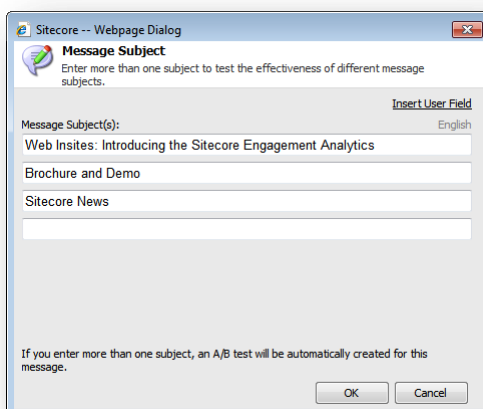 Sitecore -- Webpage Dialog
Message Subject
Enter more than one subject to test the effectiveness of different message
subjects.
Insert User Field
Message Subject(s):
English
Web Insites: Introducing the Sitecore Engagement Analytics
Brochure and Demo
Sitecore News
If you enter more than one subject, an A/B test will be automatically created for this
message.
OK
Cancel